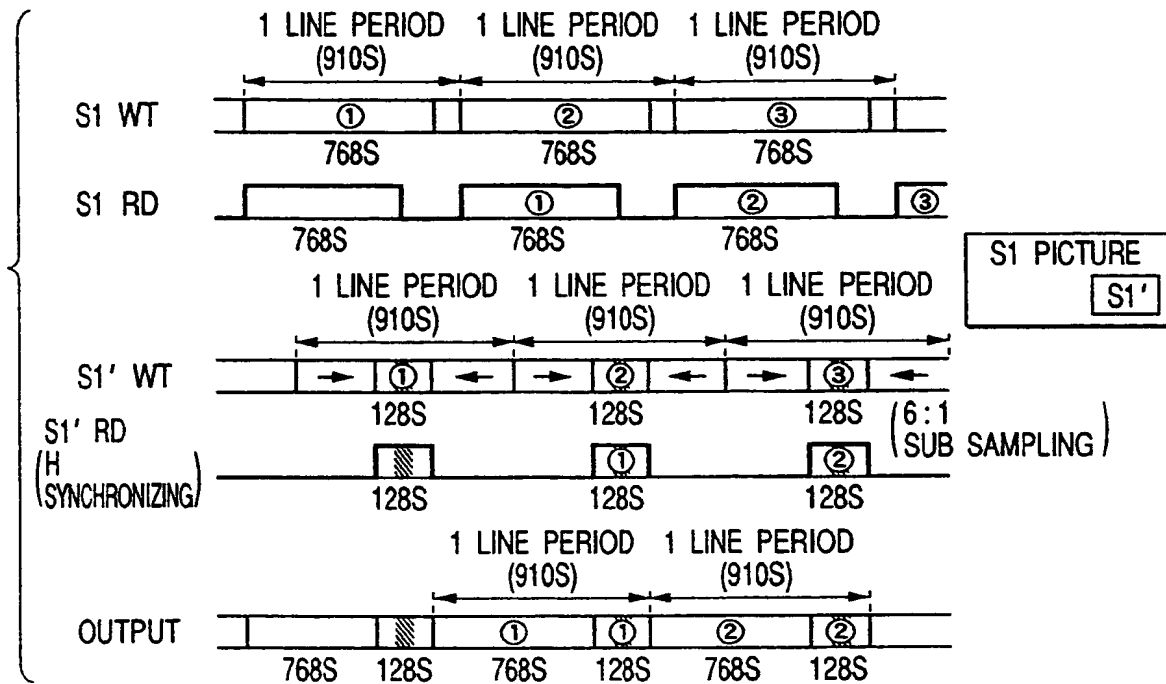 1 LINE PERIOD 1 LINE PERIOD 1 LINE PERIOD
(910S) (910S) (910S)
S1 WT ① ② ③
768S 768S 768S
S1 RD ① ② ③
768S 768S 768S
S1 PICTURE
S1'
1 LINE PERIOD 1 LINE PERIOD 1 LINE PERIOD
(910S) (910S) (910S)
S1' WT → ① ← → ② ← → ③ ←
128S 128S 128S
(6:1
SUB SAMPLING)
S1' RD
(H
SYNCHRONIZING) ① ②
128S 128S 128S
1 LINE PERIOD 1 LINE PERIOD
(910S) (910S)
OUTPUT ① ① ② ②
768S 128S 768S 128S 768S 128S